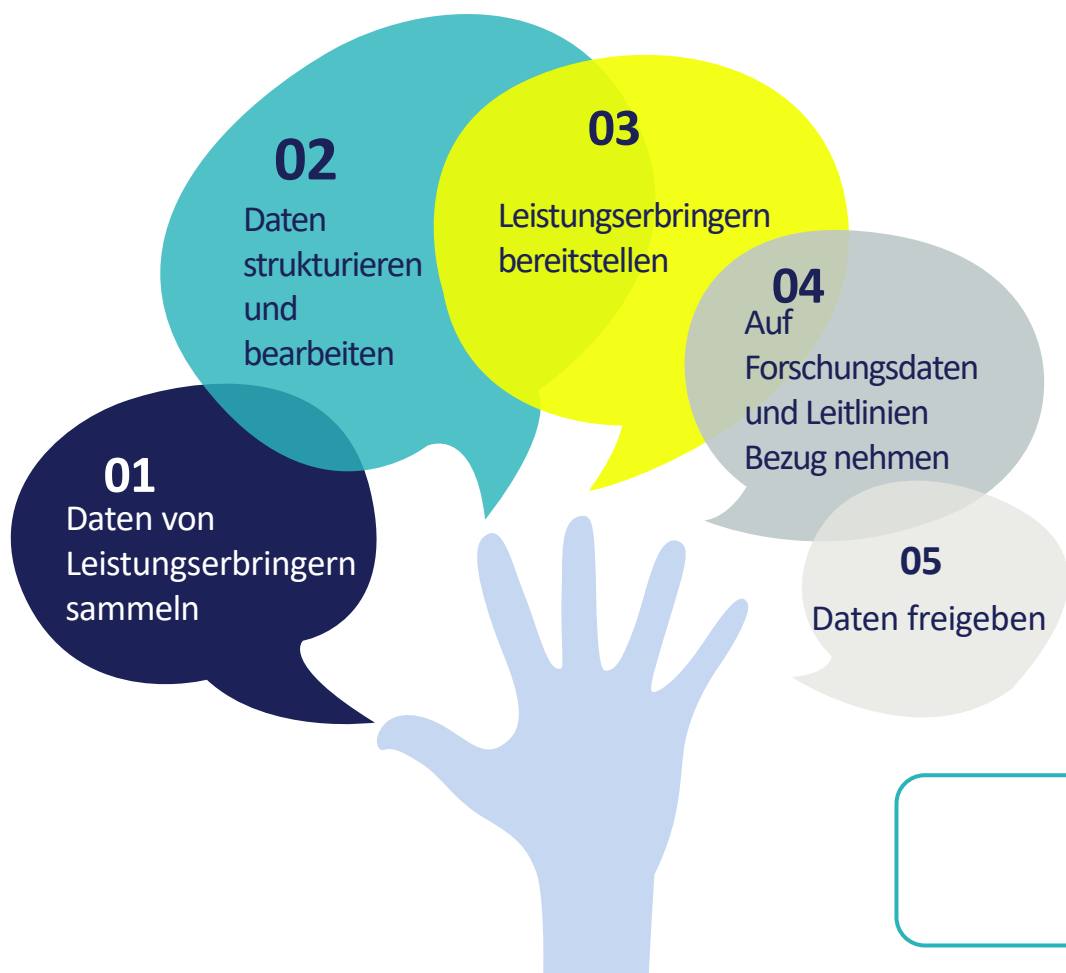 01
Daten von
Leistungserbringern
sammeln
02
Daten
strukturieren
und
bearbeiten
03
Leistungserbringern
bereitstellen
04
Auf
Forschungsdaten
und Leitlinien
Bezug nehmen
05
Daten freigeben